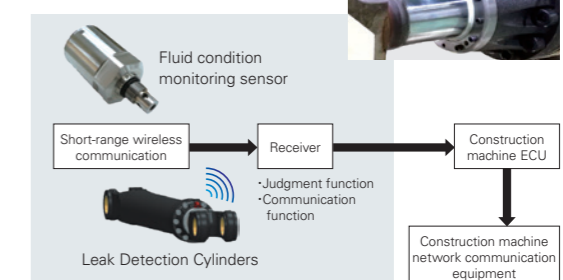 Fluid condition
monitoring sensor
Short-range wireless
communication
Receiver
Construction
machine ECU
・Judgment function
・Communication
function
Leak Detection Cylinders
Construction machine
network communication
equipment